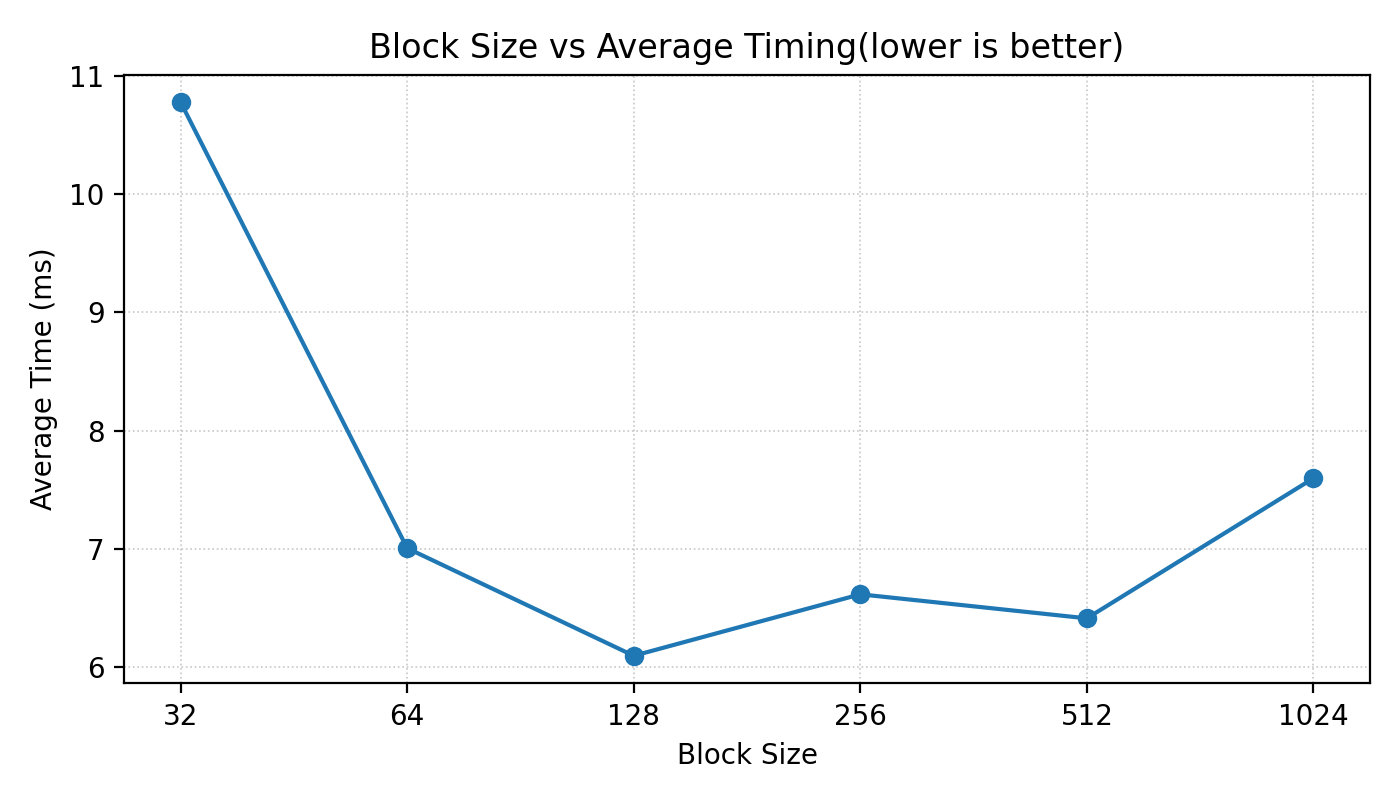 Block Size vs Average Timing(lower is better)
Average Time (ms)
11
10
9
8
7
6
32 64 128 256 512 1024
Block Size